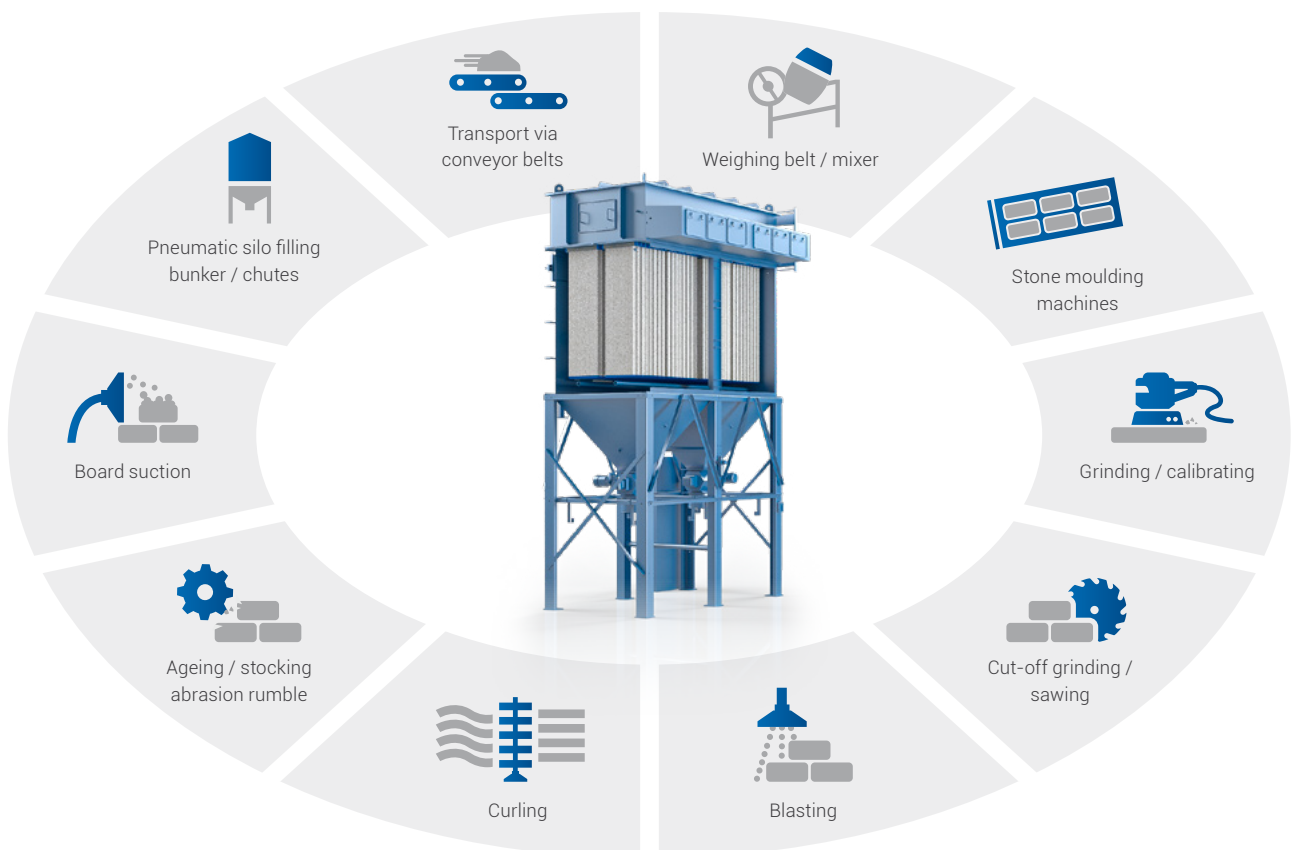 Transport via
conveyor belts
Weighing belt / mixer
Pneumatic silo filling
bunker / chutes
Stone moulding
machines
Board suction
Grinding / calibrating
Ageing / stocking
abrasion rumble
Cut-off grinding /
sawing
Curling
Blasting